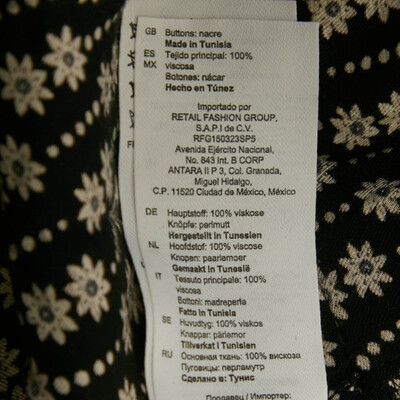 GB Buttons: nacre
Made in Tunisia
ES Tejido principal: 100%
MX viscosa
Botones: nácar
Hecho en Túnez
Importado por
RETAIL FASHION GROUP,
S.A.P.I de C.V.
RFG150323SP5
Avenida Ejército Nacional,
No. 843 Int. B CORP
ANTARA II P 3, Col. Granada,
Miguel Hidalgo,
C.P. 11520 Ciudad de México, México
DE Hauptstoff: 100% viskose
Knöpfe: perlmutt
Hergestellt in Tunesien
NL Hoofdstof: 100% viscose
Knopen: paarlemoer
Gemaakt in Tunesië
IT Tessuto principale: 100%
viscosa
Bottoni: madreperla
Fatto in Tunisia
SE Huvudtyg: 100% viskos
Knappar: pärlemor
Tillverkat i Tunisien
RU Основная ткань: 100% вискоза
Пуговицы: перламутр
Сделано в: Тунис
Продавец / Импортер: